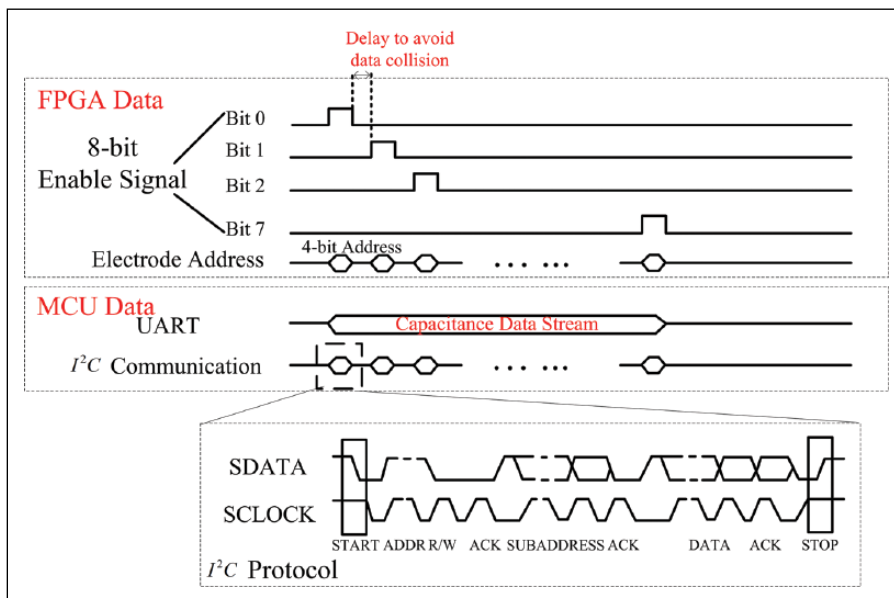 Delay to avoid
data collision
FPGA Data
8-bit
Enable Signal
Bit 0
Bit 1
Bit 2
Bit 7
4-bit Address
Electrode Address
... ...
MCU Data
UART
Capacitance Data Stream
I²C Communication
... ...
SDATA
SCLOCK
START ADDR R/W ACK SUBADDRESS ACK DATA ACK STOP
I²C Protocol